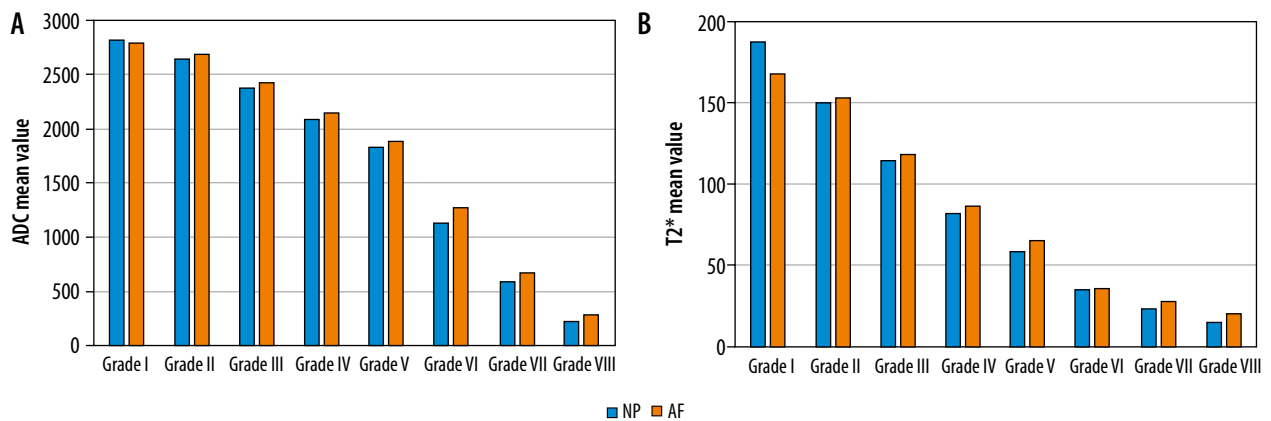 A
ADC mean value
3000
2500
2000
1500
1000
500
0
Grade I Grade II Grade III Grade IV Grade V Grade VI Grade VII Grade VIII
B
T2* mean value
200
150
100
50
0
Grade I Grade II Grade III Grade IV Grade V Grade VI Grade VII Grade VIII
NP AF